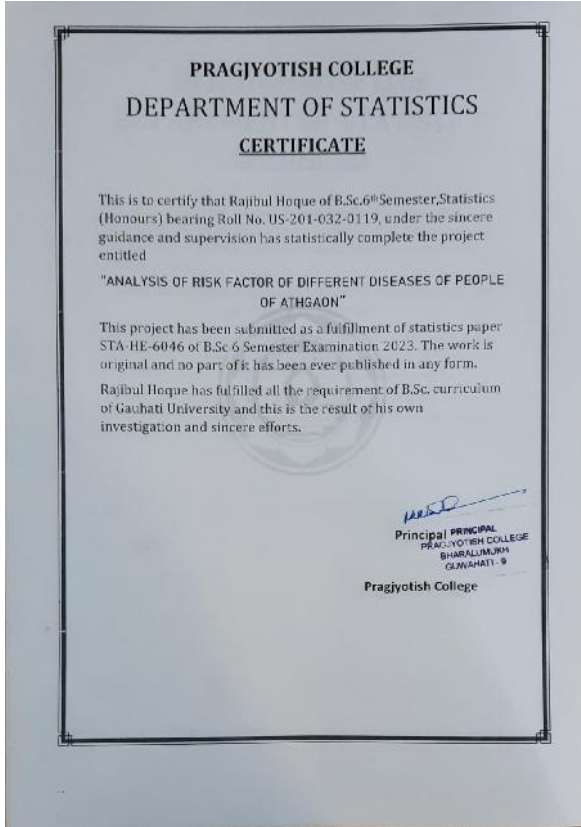 PRAGJYOTISH COLLEGE
DEPARTMENT OF STATISTICS
CERTIFICATE
This is to certify that Rajibul Hoque of B.Sc.6th Semester,Statistics
(Honours) bearing Roll No. US-201-032-0119, under the sincere
guidance and supervision has statistically complete the project
entitled
"ANALYSIS OF RISK FACTOR OF DIFFERENT DISEASES OF PEOPLE
OF ATHGAON"
This project has been submitted as a fulfillment of statistics paper
STA-HE-6046 of B.Sc 6 Semester Examination 2023. The work is
original and no part of it has been ever published in any form.
Rajibul Hoque has fulfilled all the requirement of B.Sc. curriculum
of Gauhati University and this is the result of his own
investigation and sincere efforts.
Principal PRINCIPAL
PRAGJYOTISH COLLEGE
BHARALUMUKH
GUWAHATI - 9
Pragjyotish College